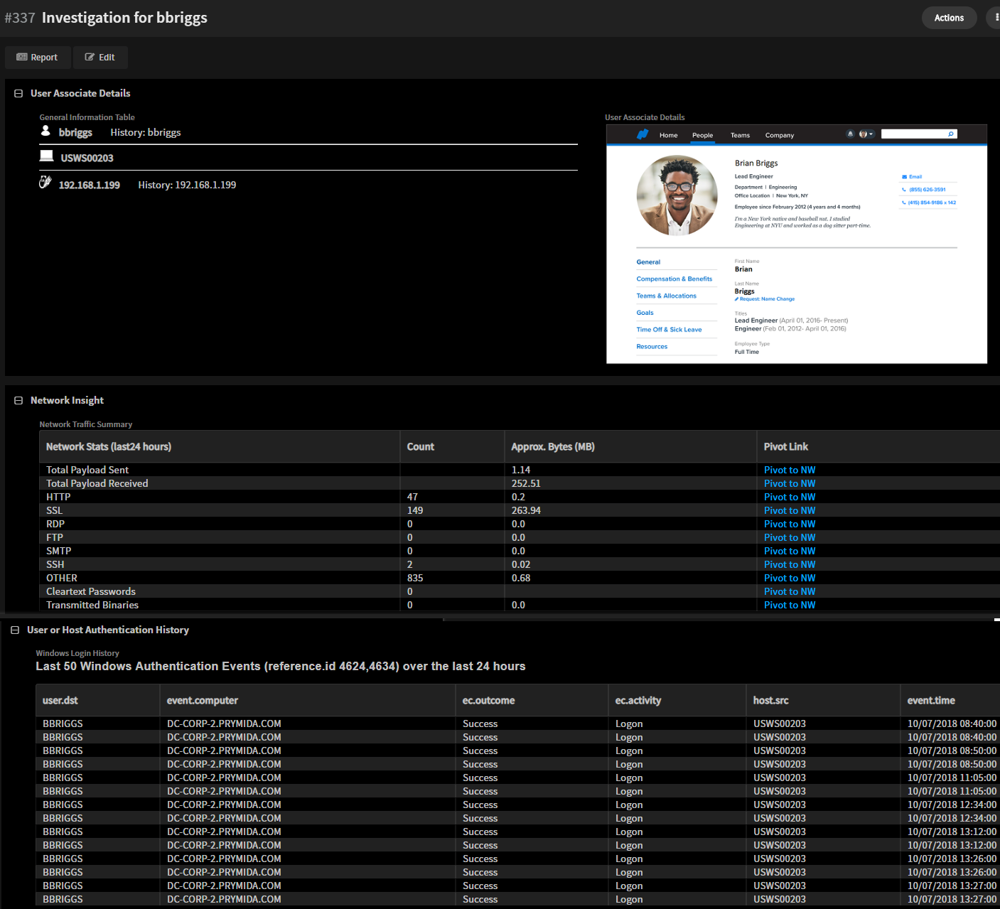 #337 Investigation for bbriggs
Actions
Report
Edit
User Associate Details
General Information Table
bbriggs History: bbriggs
USWS00203
192.168.1.199 History: 192.168.1.199
User Associate Details
Home People Teams Company
Brian Briggs
Lead Engineer
Department | Engineering
Office Location | New York, NY
Employee since February 2012 (4 years and 4 months)
I'm a New York native and baseball nut. I studied
Engineering at NYU and worked as a dog sitter part-time.
Email
(855) 626-3591
(415) 854-9186 x 142
General
Compensation & Benefits
Teams & Allocations
Goals
Time Off & Sick Leave
Resources
First Name
Brian
Last Name
Briggs
Request: Name Change
Titles
Lead Engineer (April 01, 2016- Present)
Engineer (Feb 01, 2012- April 01, 2016)
Employee Type
Full Time
Network Insight
Network Traffic Summary
Network Stats (last24 hours) Count Approx. Bytes (MB) Pivot Link
Total Payload Sent 1.14 Pivot to NW
Total Payload Received 252.51 Pivot to NW
HTTP 47 0.2 Pivot to NW
SSL 149 263.94 Pivot to NW
RDP 0 0.0 Pivot to NW
FTP 0 0.0 Pivot to NW
SMTP 0 0.0 Pivot to NW
SSH 2 0.02 Pivot to NW
OTHER 835 0.68 Pivot to NW
Cleartext Passwords 0 Pivot to NW
Transmitted Binaries 0 0.0 Pivot to NW
User or Host Authentication History
Windows Login History
Last 50 Windows Authentication Events (reference.id 4624,4634) over the last 24 hours
user.dst event.computer ec.outcome ec.activity host.src event.time
BBRIGGS DC-CORP-2.PRYMIDA.COM Success Logon USWS00203 10/07/2018 08:40:00
BBRIGGS DC-CORP-2.PRYMIDA.COM Success Logon USWS00203 10/07/2018 08:40:00
BBRIGGS DC-CORP-2.PRYMIDA.COM Success Logon USWS00203 10/07/2018 08:50:00
BBRIGGS DC-CORP-2.PRYMIDA.COM Success Logon USWS00203 10/07/2018 08:50:00
BBRIGGS DC-CORP-2.PRYMIDA.COM Success Logon USWS00203 10/07/2018 11:05:00
BBRIGGS DC-CORP-2.PRYMIDA.COM Success Logon USWS00203 10/07/2018 11:05:00
BBRIGGS DC-CORP-2.PRYMIDA.COM Success Logon USWS00203 10/07/2018 12:34:00
BBRIGGS DC-CORP-2.PRYMIDA.COM Success Logon USWS00203 10/07/2018 12:34:00
BBRIGGS DC-CORP-2.PRYMIDA.COM Success Logon USWS00203 10/07/2018 13:12:00
BBRIGGS DC-CORP-2.PRYMIDA.COM Success Logon USWS00203 10/07/2018 13:12:00
BBRIGGS DC-CORP-2.PRYMIDA.COM Success Logon USWS00203 10/07/2018 13:26:00
BBRIGGS DC-CORP-2.PRYMIDA.COM Success Logon USWS00203 10/07/2018 13:26:00
BBRIGGS DC-CORP-2.PRYMIDA.COM Success Logon USWS00203 10/07/2018 13:27:00
BBRIGGS DC-CORP-2.PRYMIDA.COM Success Logon USWS00203 10/07/2018 13:27:00